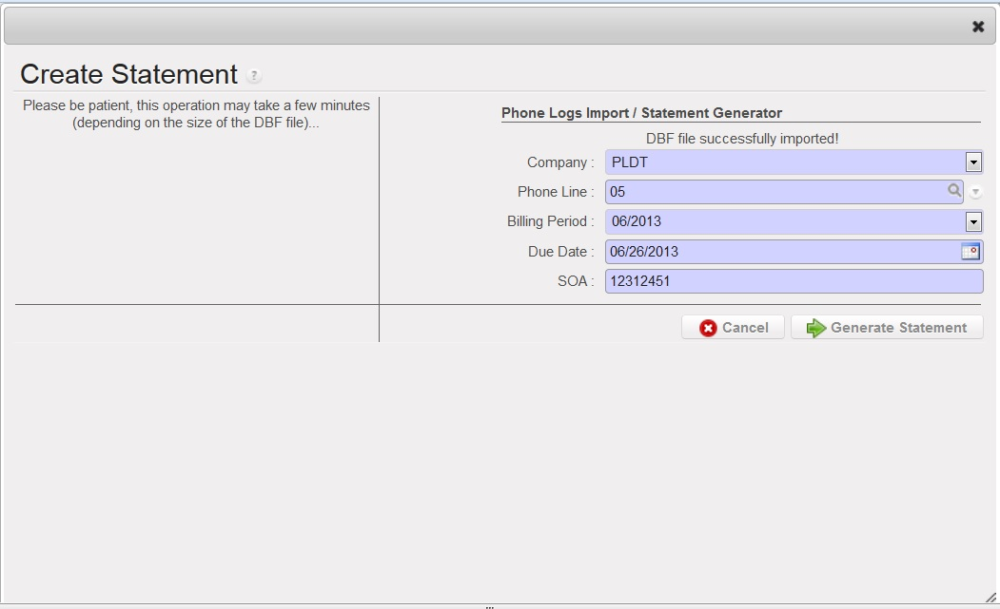 Create Statement ?
Please be patient, this operation may take a few minutes
(depending on the size of the DBF file)...
Phone Logs Import / Statement Generator
DBF file successfully imported!
Company : PLDT
Phone Line : 05
Billing Period : 06/2013
Due Date : 06/26/2013
SOA : 12312451
Cancel Generate Statement